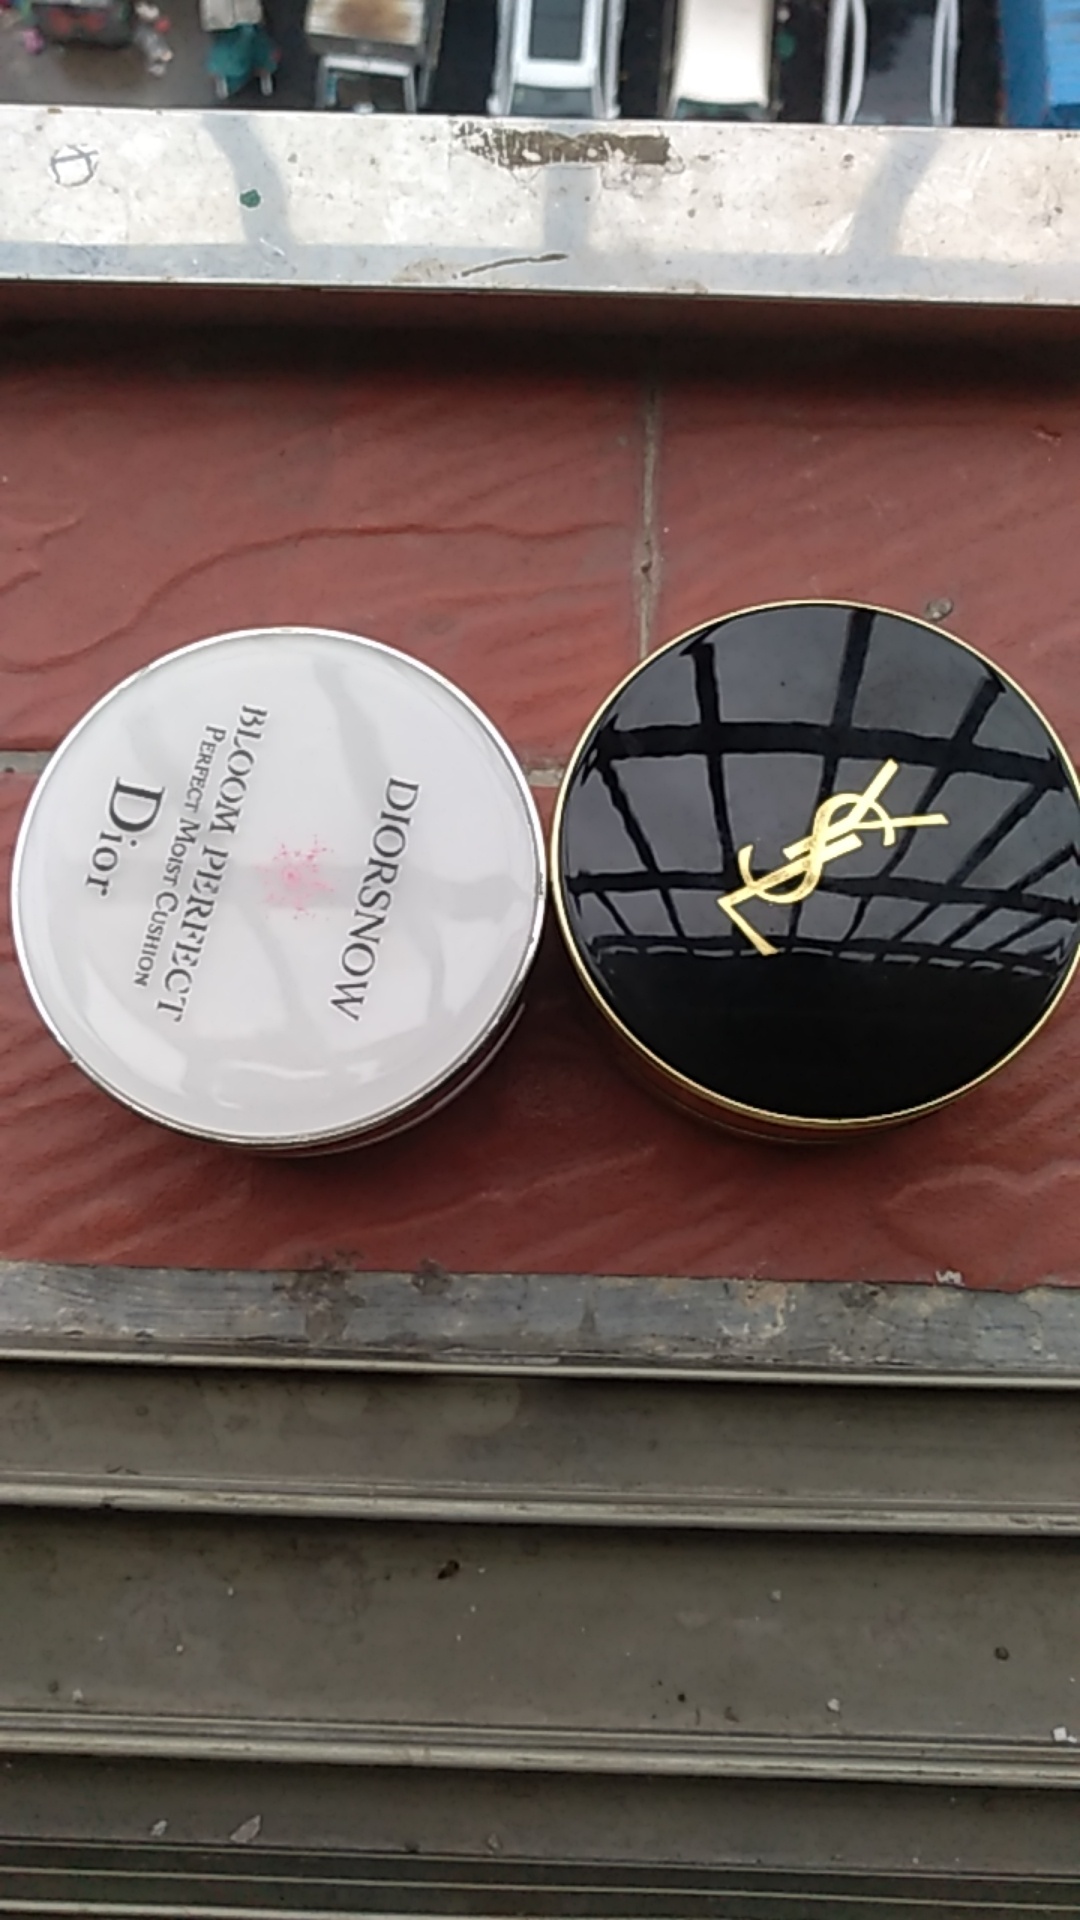 DIORSNOW
BLOOM PERFECT
PERFECT MOIST CUSHION
Dior
YSL